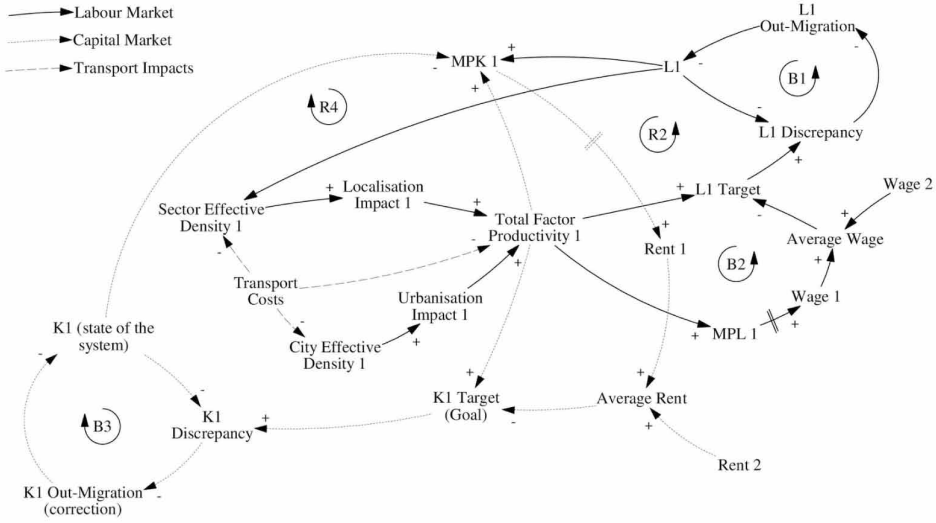 Labour Market
Capital Market
Transport Impacts
L1
Out-Migration
-
MPK 1
+
-
+
L1
-
B1
-
R4
R2
L1 Discrepancy
+
L1 Target
+
-
Wage 2
Localisation
Impact 1
+
+
Sector Effective
Density 1
-
Total Factor
Productivity 1
-
+
Rent 1
+
B2
Average Wage
+
+
Transport
Costs
Urbanisation
Impact 1
+
Wage 1
+
MPL 1
+
K1 (state of the
system)
-
-
City Effective
Density 1
-
K1 Target
(Goal)
+
-
Average Rent
+
+
B3
K1
Discrepancy
+
Rent 2
K1 Out-Migration
(correction)
-